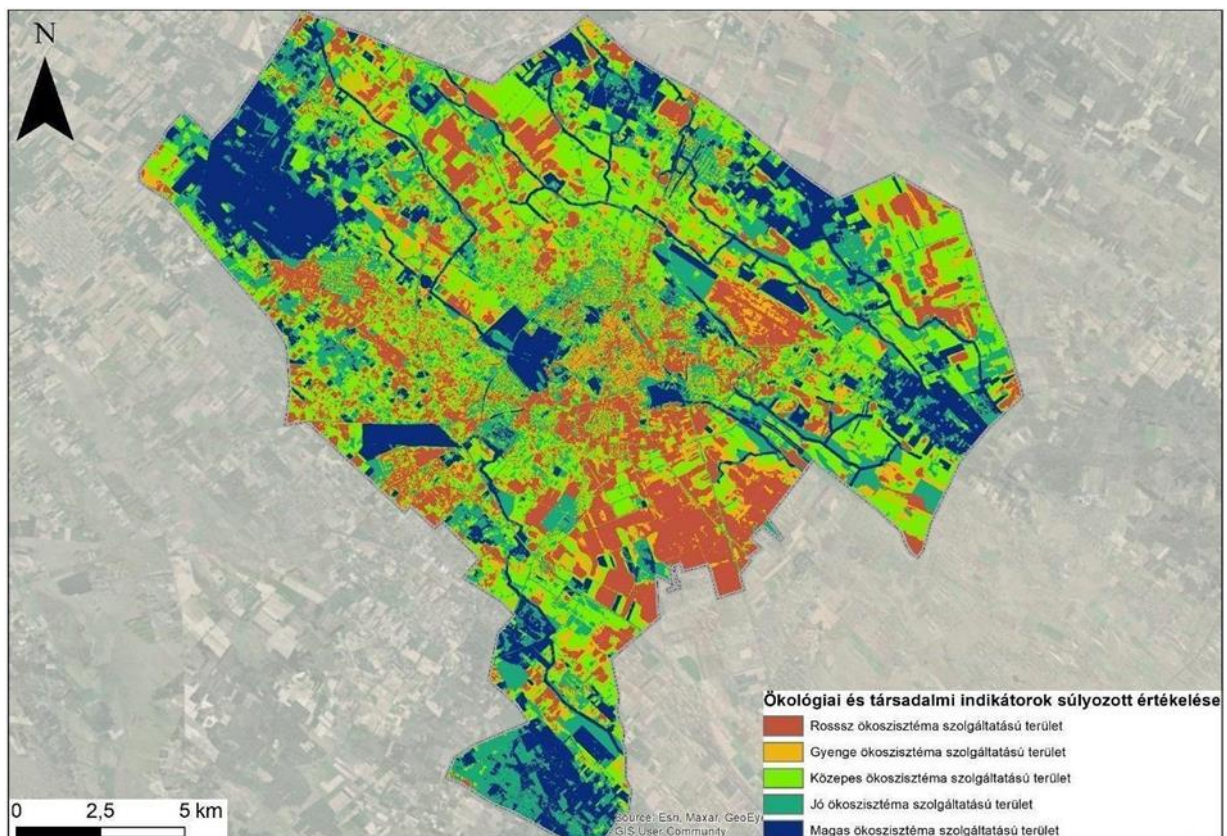 N
Ökológiai és társadalmi indikátorok súlyozott értékelése
Rosssz ökoszisztéma szolgáltatású terület
Gyenge ökoszisztéma szolgáltatású terület
Közepes ökoszisztéma szolgáltatású terület
Jó ökoszisztéma szolgáltatású terület
Magas ökoszisztéma szolgáltatású terület
0 2,5 5 km
Source: Esri, Maxar, GeoEy
GIS User Community